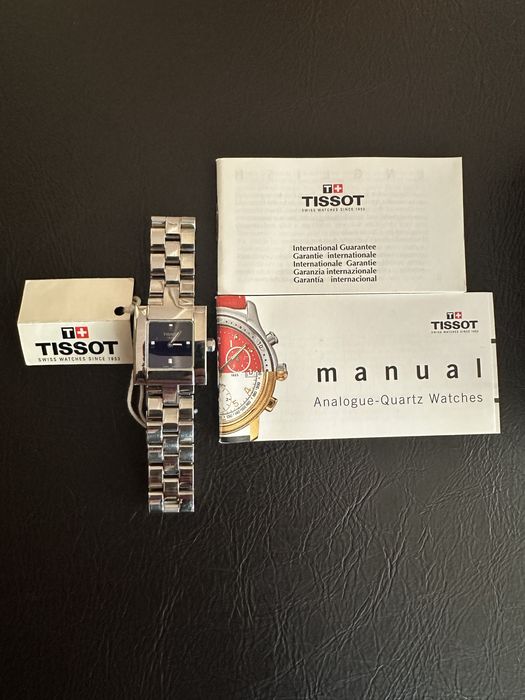 T+
TISSOT
SWISS WATCHES SINCE 1853
International Guarantee
Garantie internationale
Internationale Garantie
Garanzia internazionale
Garantía internacional
T+
TISSOT
SWISS WATCHES SINCE 1853
TISSOT
T+
TISSOT
SWISS WATCHES SINCE 1853
manual
Analogue-Quartz Watches